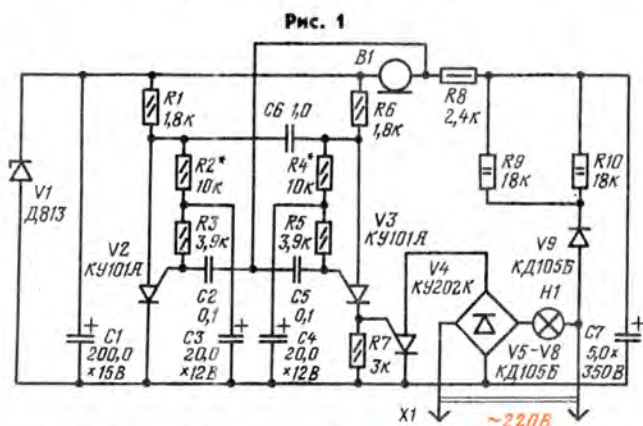 Рис. 1
B1
R1
1,8к
C6 1,0
R6
1,8к
R8
2,4к
R2*
10к
R4*
10к
R9
18к
R10
18к
V1
Д813
R3
3,9к
R5
3,9к
V3
КУ101Я
V2
КУ101Я
V4
КУ202К
V9
КД105Б
C2
0,1
C5
0,1
H1
C1
200,0
×15В
C3
20,0
×12В
C4
20,0
×12В
R7
3к
V5-V8
КД105Б
C7
5,0×
350В
X1
~220В